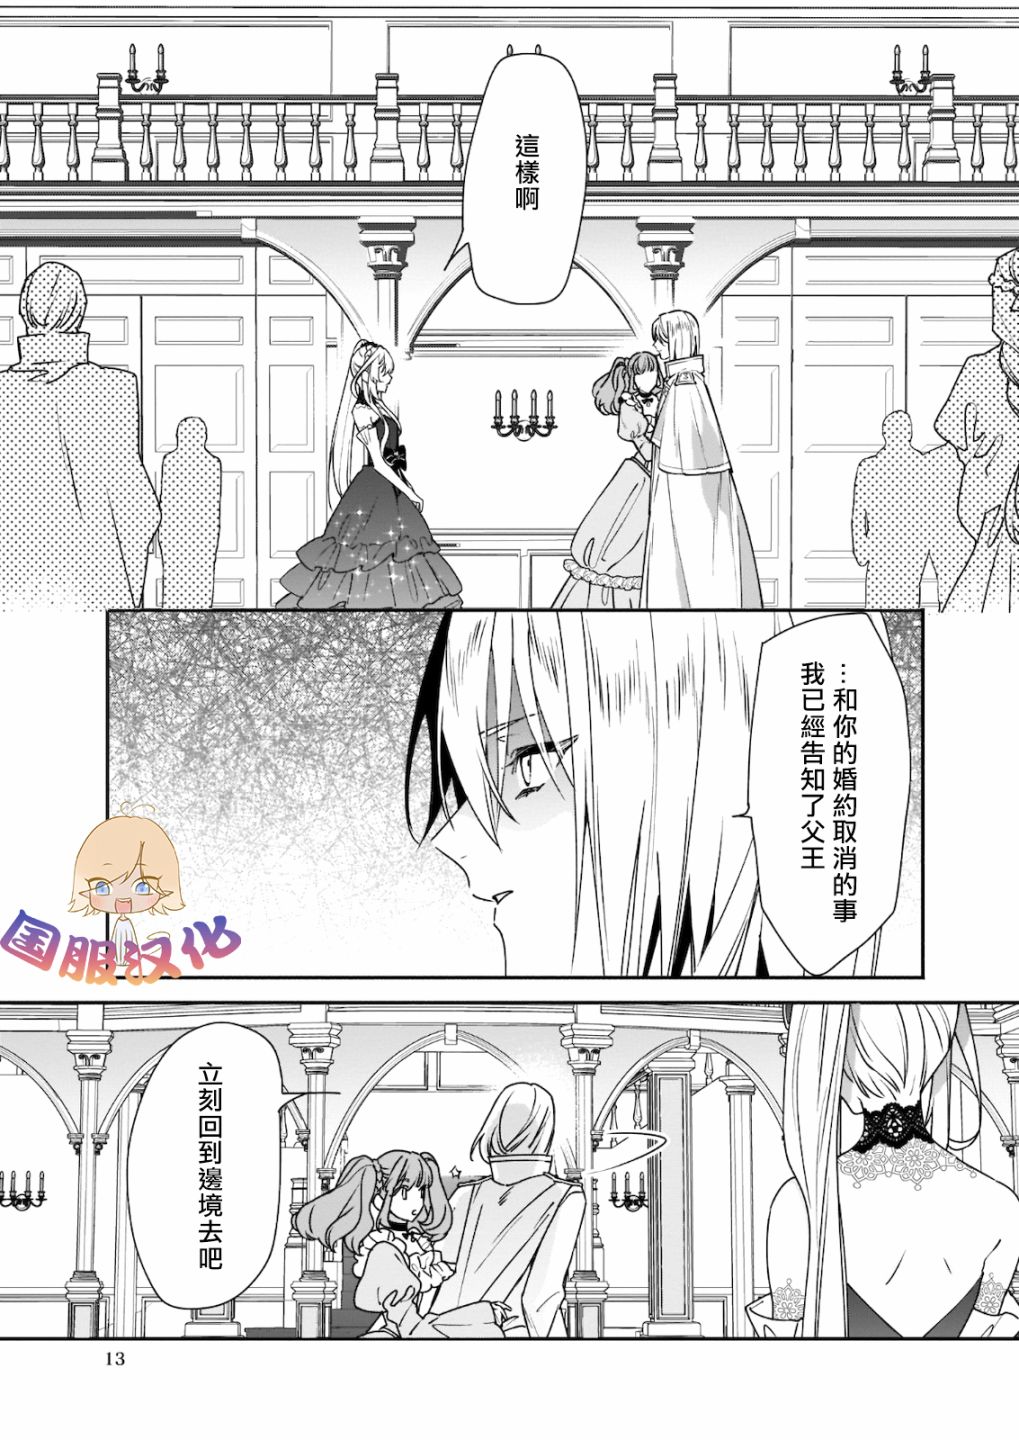 這樣啊
…和你的婚約取消的事
我已經告知了父王
国服汉化
立刻回到邊境去吧
13